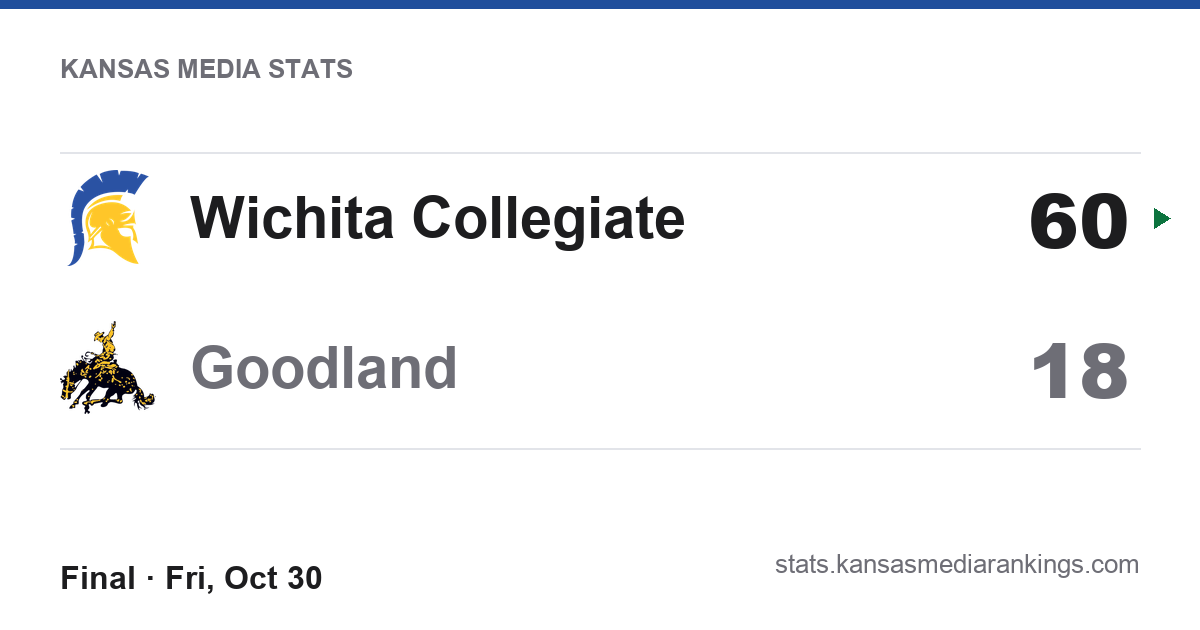 KANSAS MEDIA STATS
Wichita Collegiate 60
Goodland 18
Final · Fri, Oct 30
stats.kansasmediarankings.com